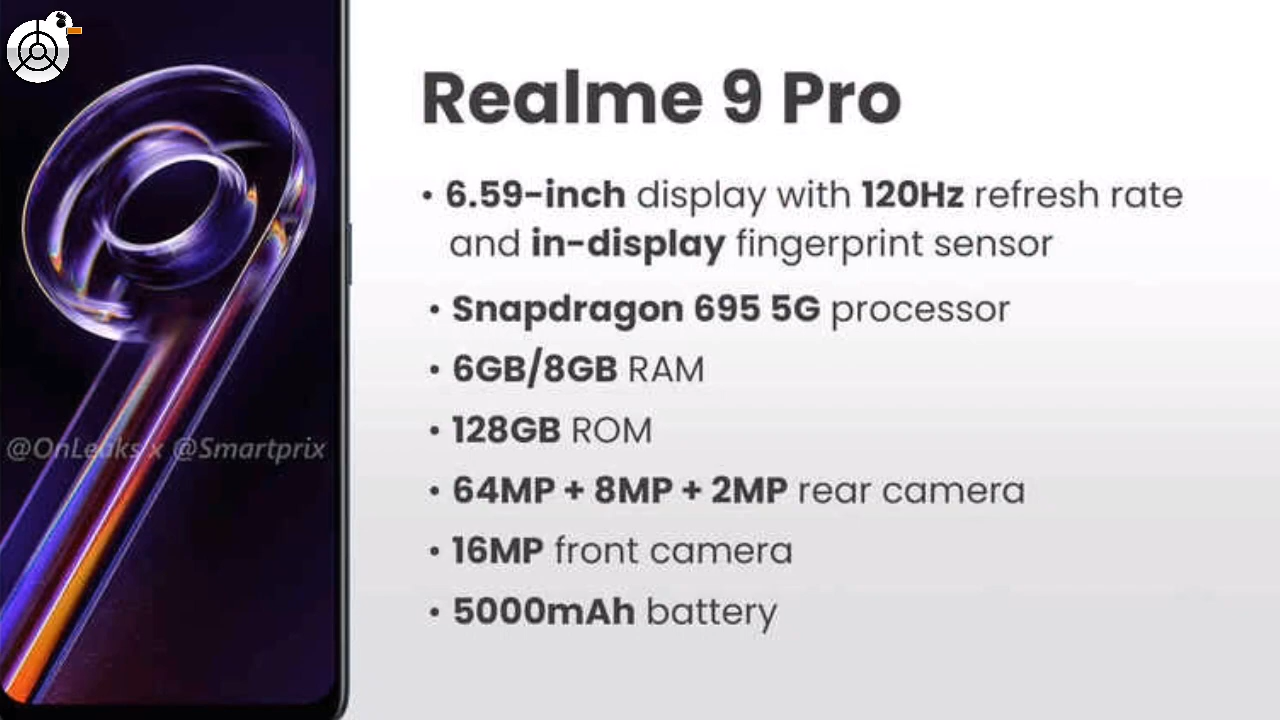 Realme 9 Pro
• 6.59-inch display with 120Hz refresh rate
and in-display fingerprint sensor
• Snapdragon 695 5G processor
• 6GB/8GB RAM
• 128GB ROM
• 64MP + 8MP + 2MP rear camera
• 16MP front camera
• 5000mAh battery
@OnLeaks x @Smartprix